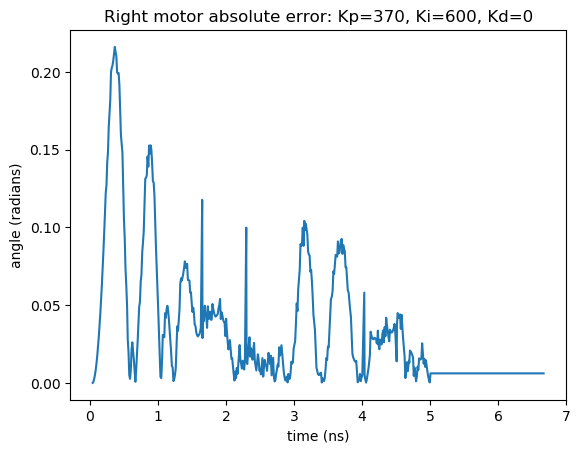 Right motor absolute error: Kp=370, Ki=600, Kd=0
angle (radians)
0.20
0.15
0.10
0.05
0.00
0 1 2 3 4 5 6 7
time (ns)